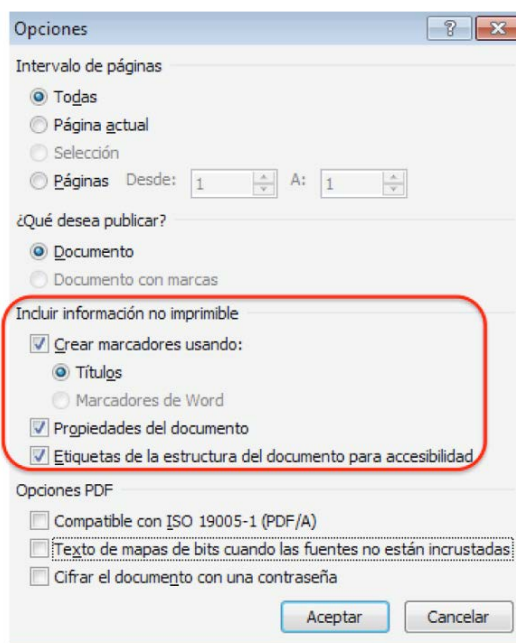 Opciones
Intervalo de páginas
Todas
Página actual
Selección
Páginas Desde: 1 A: 1
¿Qué desea publicar?
Documento
Documento con marcas
Incluir información no imprimible
Crear marcadores usando:
Títulos
Marcadores de Word
Propiedades del documento
Etiquetas de la estructura del documento para accesibilidad
Opciones PDF
Compatible con ISO 19005-1 (PDF/A)
Texto de mapas de bits cuando las fuentes no están incrustadas
Cifrar el documento con una contraseña
Aceptar Cancelar